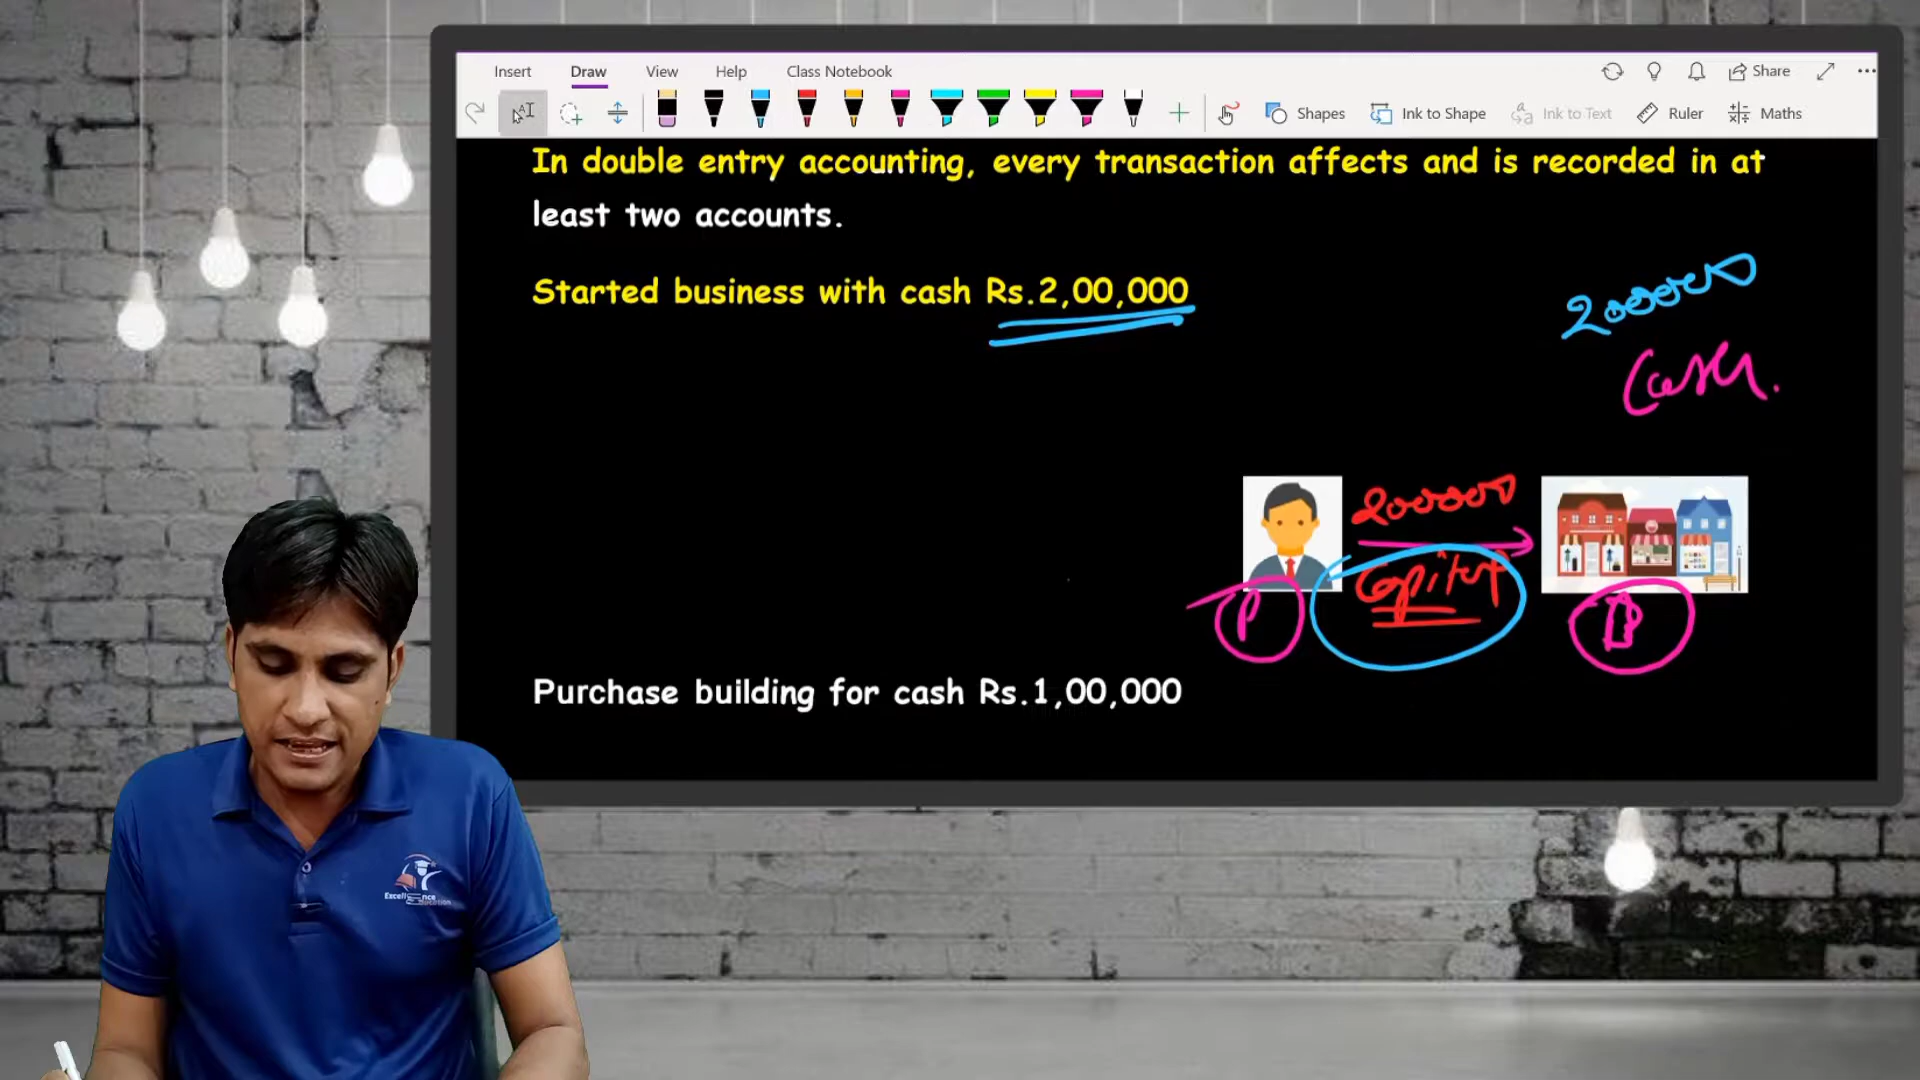 Insert Draw View Help Class Notebook Share
Shapes Ink to Shape Ink to Text Ruler Maths
In double entry accounting, every transaction affects and is recorded in at
least two accounts.
Started business with cash Rs.2,00,000
200000
Cash.
200000
Capital
P
B
Purchase building for cash Rs.1,00,000
Excellence